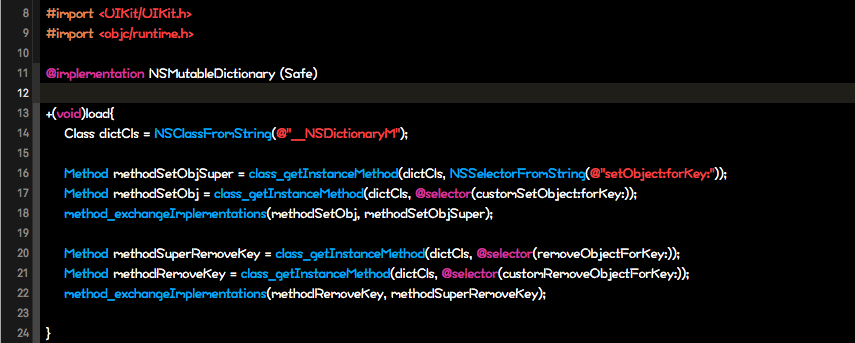 8 #import <UIKit/UIKit.h>
9 #import <objc/runtime.h>
10
11 @implementation NSMutableDictionary (Safe)
12
13 +(void)load{
14 Class dictCls = NSClassFromString(@"__NSDictionaryM");
15
16 Method methodSetObjSuper = class_getInstanceMethod(dictCls, NSSelectorFromString(@"setObject:forKey:"));
17 Method methodSetObj = class_getInstanceMethod(dictCls, @selector(customSetObject:forKey:));
18 method_exchangeImplementations(methodSetObj, methodSetObjSuper);
19
20 Method methodSuperRemoveKey = class_getInstanceMethod(dictCls, @selector(removeObjectForKey:));
21 Method methodRemoveKey = class_getInstanceMethod(dictCls, @selector(customRemoveObjectForKey:));
22 method_exchangeImplementations(methodRemoveKey, methodSuperRemoveKey);
23
24 }